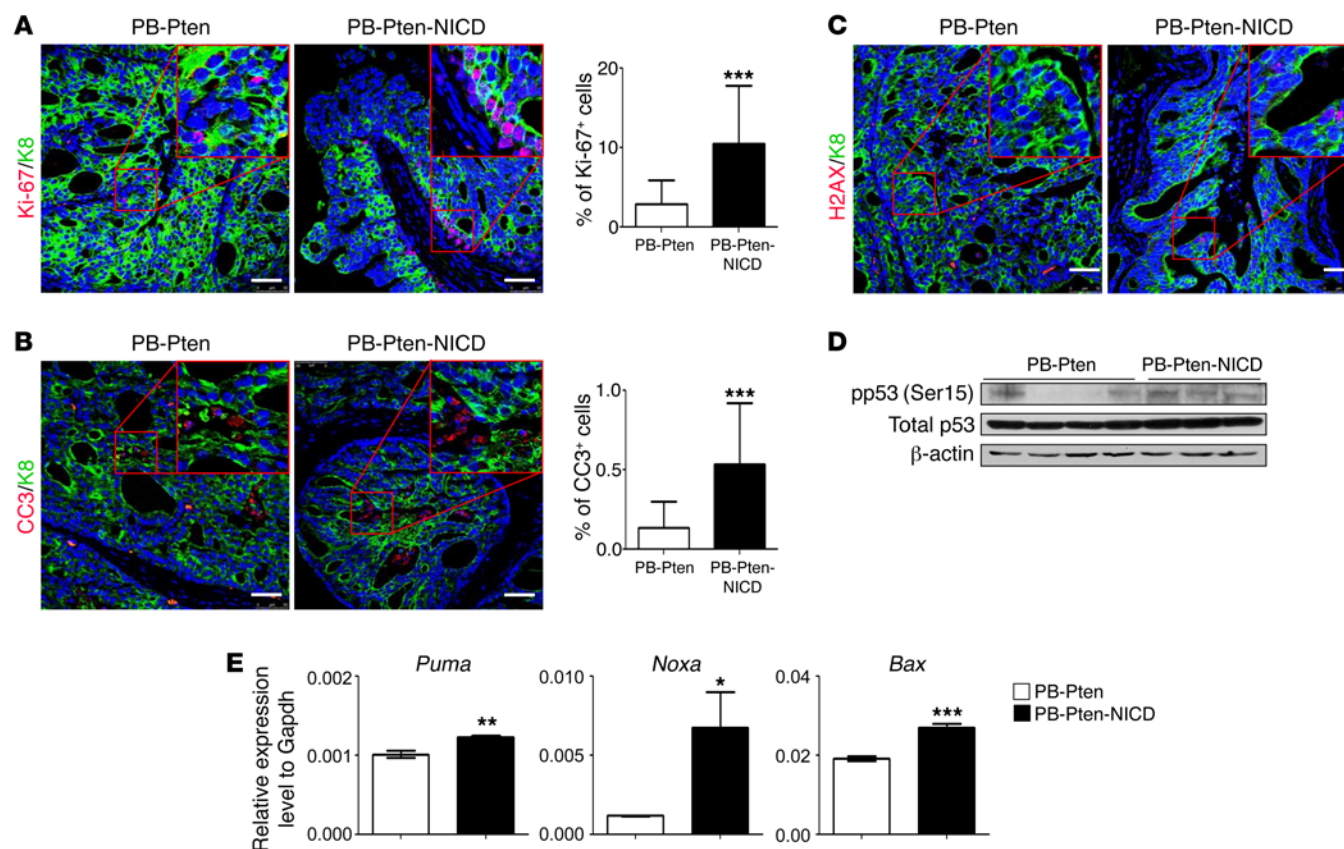 A
PB-Pten
PB-Pten-NICD
Ki-67/K8
% of Ki-67+ cells
20
10
0
***
PB-Pten
PB-Pten-
NICD
C
PB-Pten
PB-Pten-NICD
H2AX/K8
B
PB-Pten
PB-Pten-NICD
CC3/K8
% of CC3+ cells
1.0
0.5
0.0
***
PB-Pten
PB-Pten-
NICD
D
PB-Pten
PB-Pten-NICD
pp53 (Ser15)
Total p53
β-actin
E
Relative expression
level to Gapdh
Puma
0.002
0.001
0.000
**
Noxa
0.010
0.005
0.000
*
Bax
0.04
0.02
0.00
***
PB-Pten
PB-Pten-NICD